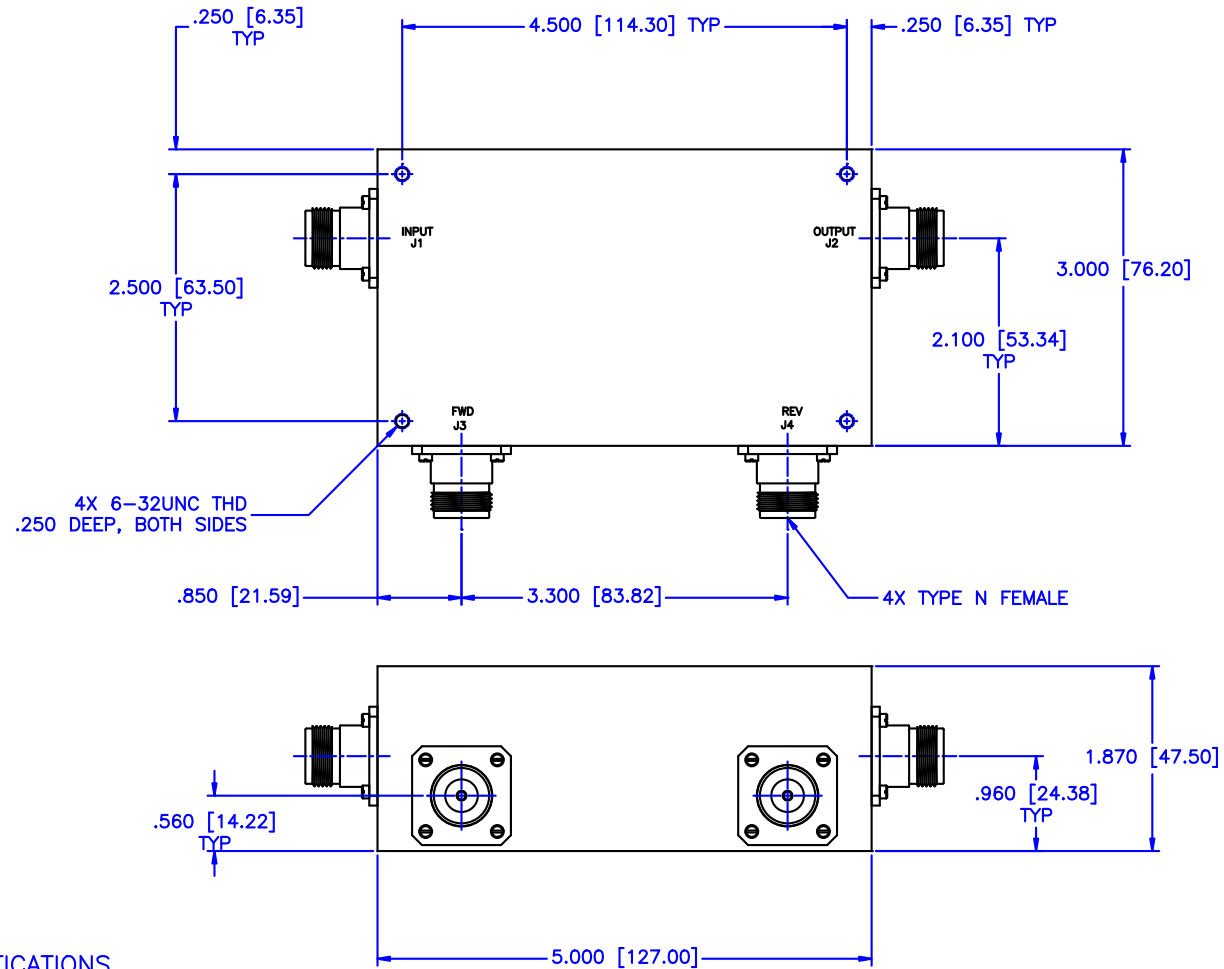 .250 [6.35]
TYP
4.500 [114.30] TYP
.250 [6.35] TYP
INPUT
J1
OUTPUT
J2
2.500 [63.50]
TYP
3.000 [76.20]
2.100 [53.34]
TYP
FWD
J3
REV
J4
4X 6-32UNC THD
.250 DEEP, BOTH SIDES
.850 [21.59]
3.300 [83.82]
4X TYPE N FEMALE
1.870 [47.50]
.960 [24.38]
TYP
.560 [14.22]
TYP
5.000 [127.00]